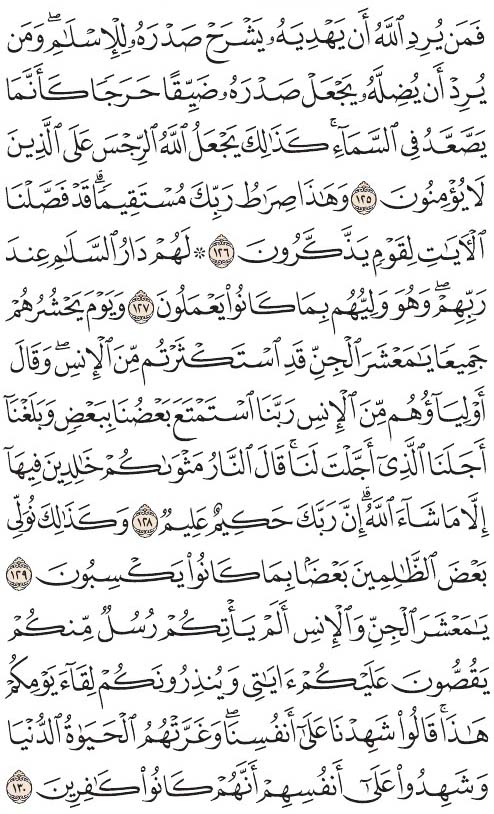 فَمَن يُرِدِ ٱللَّهُ أَن يَهْدِيَهُۥ يَشْرَحْ صَدْرَهُۥ لِلْإِسْلَٰمِۖ وَمَن
يُرِدْ أَن يُضِلَّهُۥ يَجْعَلْ صَدْرَهُۥ ضَيِّقًا حَرَجًا كَأَنَّمَا
يَصَّعَّدُ فِي ٱلسَّمَآءِۚ كَذَٰلِكَ يَجْعَلُ ٱللَّهُ ٱلرِّجْسَ عَلَى ٱلَّذِينَ
لَا يُؤْمِنُونَ ١٢٥ وَهَٰذَا صِرَٰطُ رَبِّكَ مُسْتَقِيمًاۗ قَدْ فَصَّلْنَا
ٱلْأٓيَٰتِ لِقَوْمٍ يَذَّكَّرُونَ ١٢٦ ۞ لَهُمْ دَارُ ٱلسَّلَٰمِ عِندَ
رَبِّهِمْۖ وَهُوَ وَلِيُّهُم بِمَا كَانُوا۟ يَعْمَلُونَ ١٢٧ وَيَوْمَ يَحْشُرُهُمْ
جَمِيعًا يَٰمَعْشَرَ ٱلْجِنِّ قَدِ ٱسْتَكْثَرْتُم مِّنَ ٱلْإِنسِۖ وَقَالَ
أَوْلِيَآؤُهُم مِّنَ ٱلْإِنسِ رَبَّنَا ٱسْتَمْتَعَ بَعْضُنَا بِبَعْضٍ وَبَلَغْنَآ
أَجَلَنَا ٱلَّذِيٓ أَجَّلْتَ لَنَاۚ قَالَ ٱلنَّارُ مَثْوَىٰكُمْ خَٰلِدِينَ فِيهَآ
إِلَّا مَا شَآءَ ٱللَّهُۗ إِنَّ رَبَّكَ حَكِيمٌ عَلِيمٌ ١٢٨ وَكَذَٰلِكَ نُوَلِّي
بَعْضَ ٱلظَّٰلِمِينَ بَعْضًۢا بِمَا كَانُوا۟ يَكْسِبُونَ ١٢٩
يَٰمَعْشَرَ ٱلْجِنِّ وَٱلْإِنسِ أَلَمْ يَأْتِكُمْ رُسُلٌ مِّنكُمْ
يَقُصُّونَ عَلَيْكُمْ ءَايَٰتِي وَيُنذِرُونَكُمْ لِقَآءَ يَوْمِكُمْ
هَٰذَاۚ قَالُوا۟ شَهِدْنَا عَلَىٰٓ أَنفُسِنَاۖ وَغَرَّتْهُمُ ٱلْحَيَوٰةُ ٱلدُّنْيَا
وَشَهِدُوا۟ عَلَىٰٓ أَنفُسِهِمْ أَنَّهُمْ كَانُوا۟ كَٰفِرِينَ ١٣٠